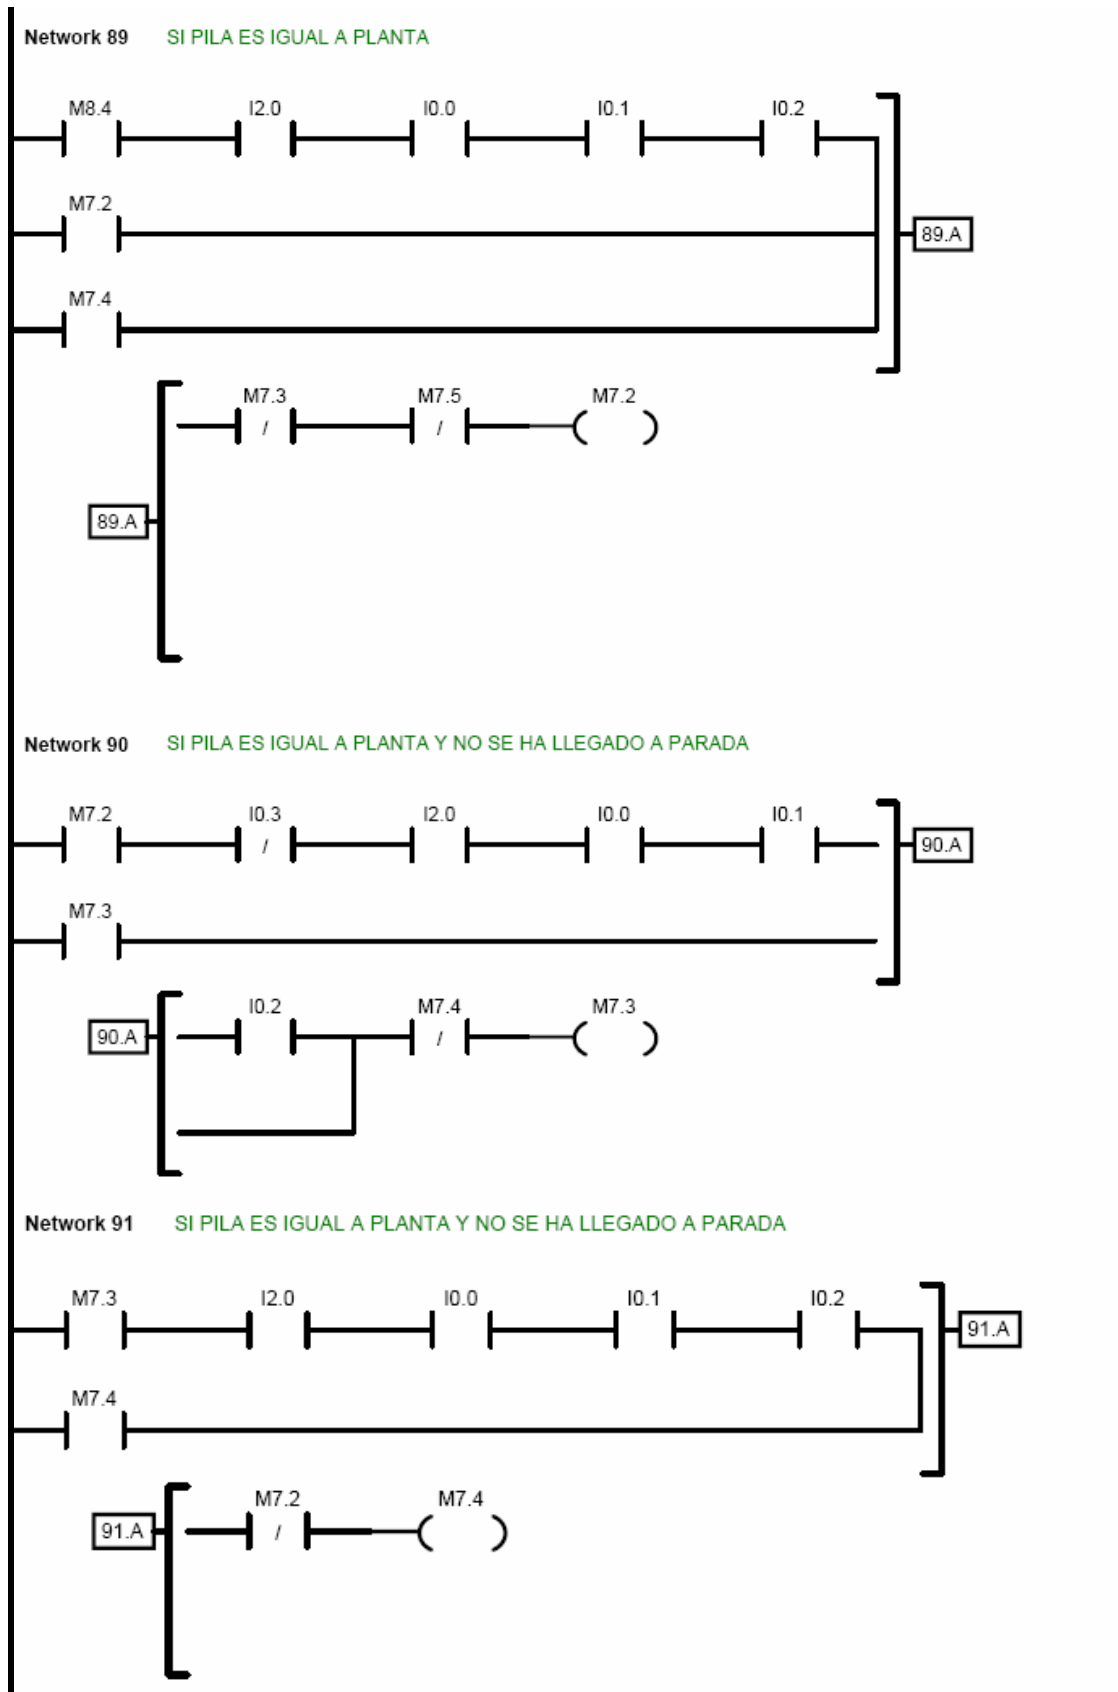 Network 89 SI PILA ES IGUAL A PLANTA
M8.4 I2.0 I0.0 I0.1 I0.2
M7.2
89.A
M7.4
M7.3 M7.5 M7.2
/ /
89.A
Network 90 SI PILA ES IGUAL A PLANTA Y NO SE HA LLEGADO A PARADA
M7.2 I0.3 I2.0 I0.0 I0.1
/ 90.A
M7.3
I0.2 M7.4 M7.3
90.A /
Network 91 SI PILA ES IGUAL A PLANTA Y NO SE HA LLEGADO A PARADA
M7.3 I2.0 I0.0 I0.1 I0.2
91.A
M7.4
M7.2 M7.4
91.A /